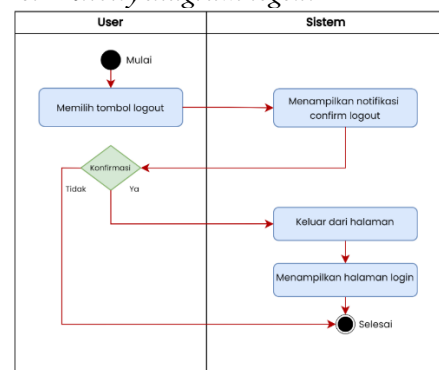 User
Sistem
Mulai
Memilih tombol logout
Menampilkan notifikasi
confirm logout
Konfirmasi
Tidak
Ya
Keluar dari halaman
Menampilkan halaman login
Selesai